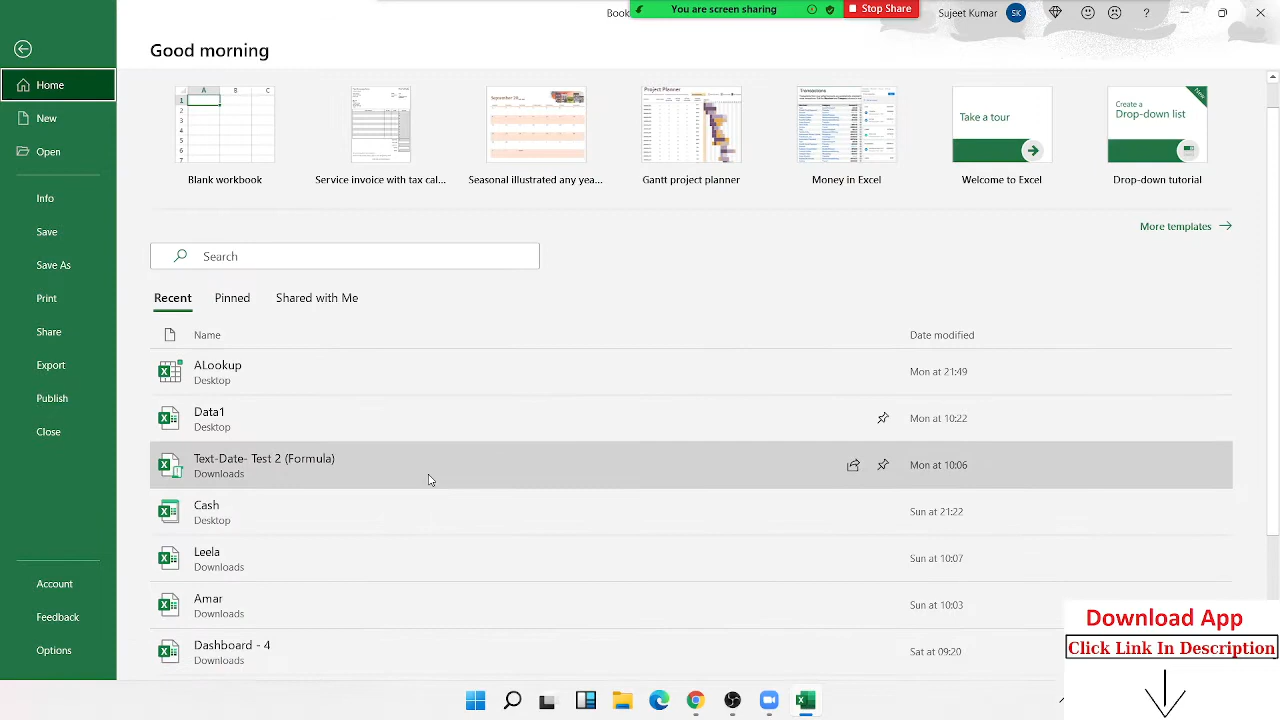 Book
You are screen sharing
Stop Share
Sujeet Kumar
SK
Good morning
Home
New
Open
Info
Save
Save As
Print
Share
Export
Publish
Close
Account
Feedback
Options
Blank workbook
Service invoice with tax cal...
Seasonal illustrated any yea...
Project Planner
Gantt project planner
Transactions
Money in Excel
Take a tour
Welcome to Excel
Create a
Drop-down list
New
Drop-down tutorial
More templates
Search
Recent
Pinned
Shared with Me
Name
Date modified
ALookup
Desktop
Mon at 21:49
Data1
Desktop
Mon at 10:22
Text-Date- Test 2 (Formula)
Downloads
Mon at 10:06
Cash
Desktop
Sun at 21:22
Leela
Downloads
Sun at 10:07
Amar
Downloads
Sun at 10:03
Dashboard - 4
Downloads
Sat at 09:20
Download App
Click Link In Description